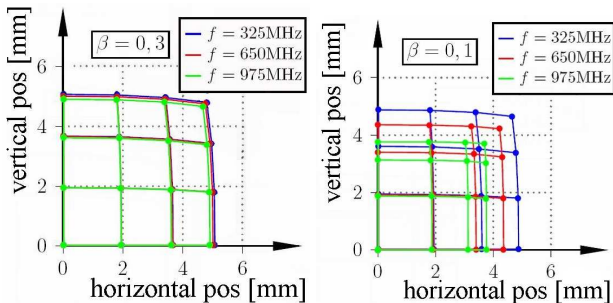 vertical pos [mm]
β = 0, 3
f = 325MHz
f = 650MHz
f = 975MHz
6
4
2
0
0 2 4 6
horizontal pos [mm]
vertical pos [mm]
β = 0, 1
f = 325MHz
f = 650MHz
f = 975MHz
6
4
2
0
0 2 4 6
horizontal pos [mm]